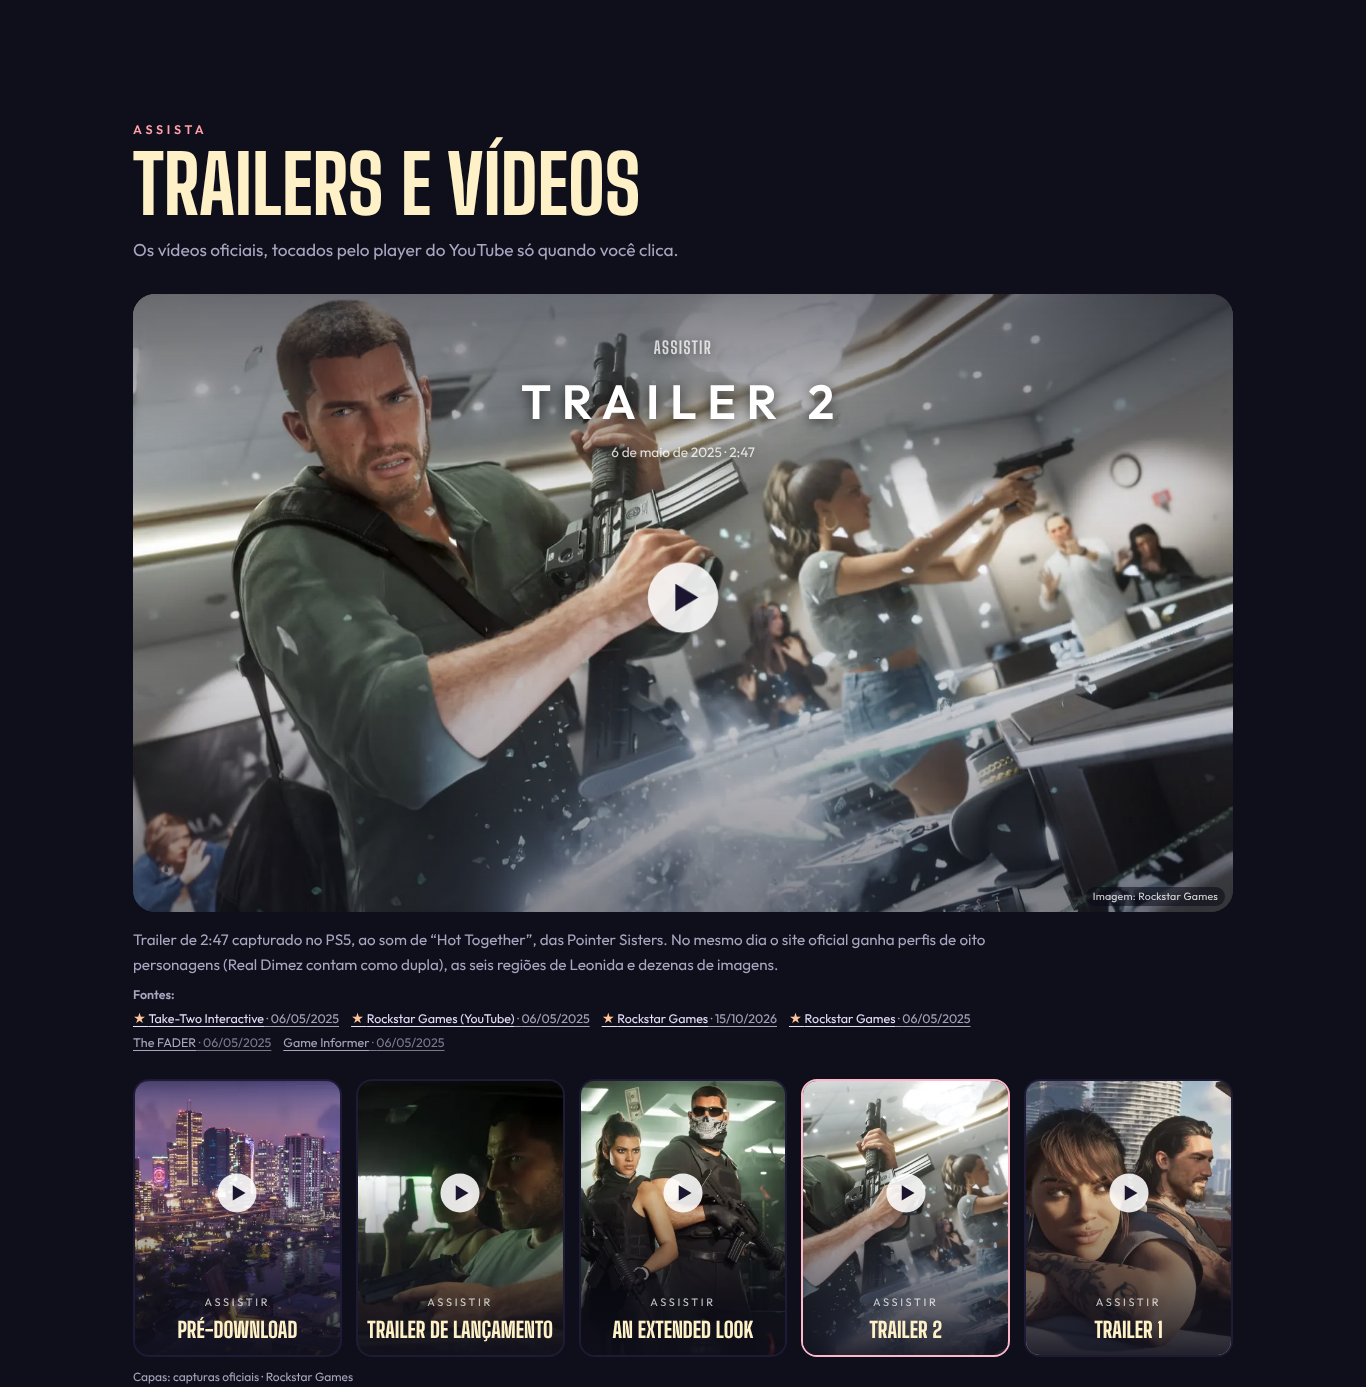 ASSISTA
TRAILERS E VÍDEOS
Os vídeos oficiais, tocados pelo player do YouTube só quando você clica.
ASSISTIR
TRAILER 2
6 de maio de 2025 · 2:47
Imagem: Rockstar Games
Trailer de 2:47 capturado no PS5, ao som de “Hot Together”, das Pointer Sisters. No mesmo dia o site oficial ganha perfis de oito
personagens (Real Dimez contam como dupla), as seis regiões de Leonida e dezenas de imagens.
Fontes:
★ Take-Two Interactive · 06/05/2025 ★ Rockstar Games (YouTube) · 06/05/2025 ★ Rockstar Games · 15/10/2026 ★ Rockstar Games · 06/05/2025
The FADER · 06/05/2025 Game Informer · 06/05/2025
ASSISTIR
PRÉ-DOWNLOAD
ASSISTIR
TRAILER DE LANÇAMENTO
ASSISTIR
AN EXTENDED LOOK
ASSISTIR
TRAILER 2
ASSISTIR
TRAILER 1
Capas: capturas oficiais · Rockstar Games